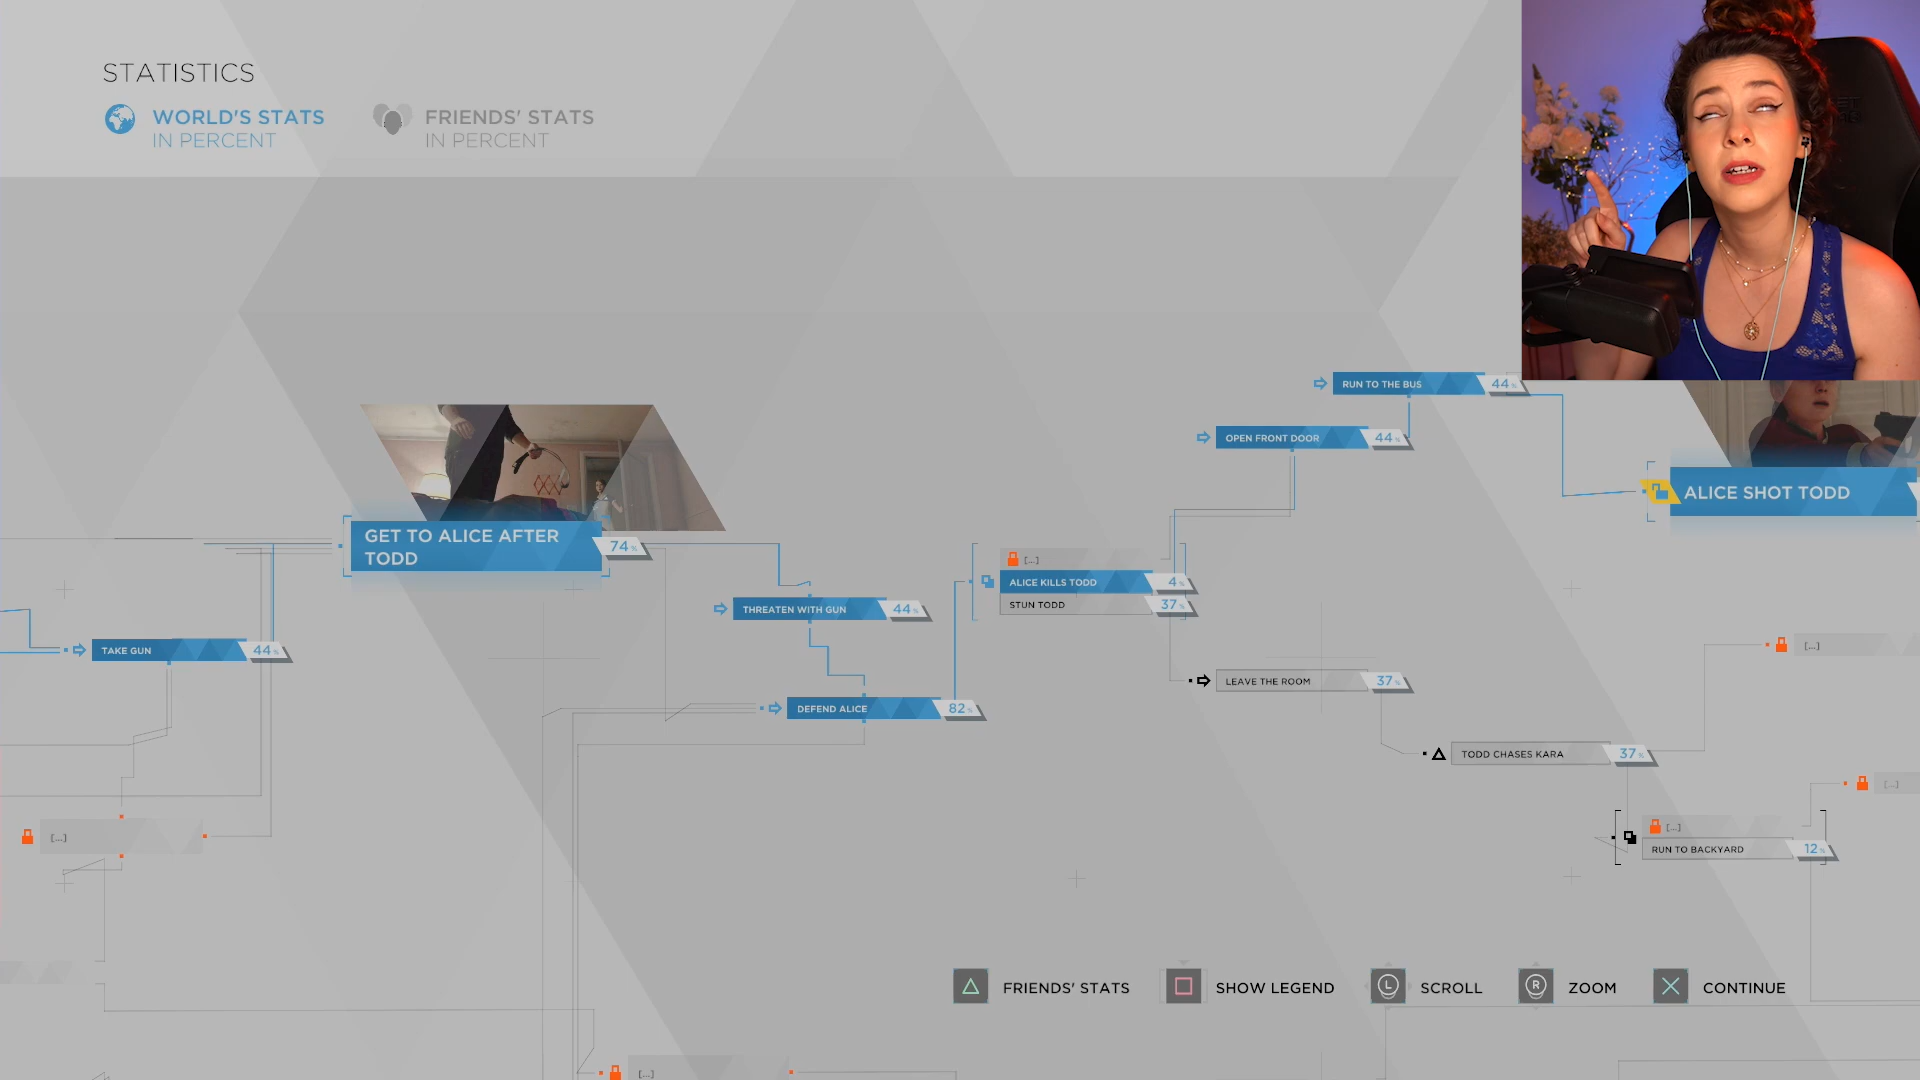 STATISTICS
WORLD'S STATS
IN PERCENT
FRIENDS' STATS
IN PERCENT
RUN TO THE BUS 44%
OPEN FRONT DOOR 44%
ALICE SHOT TODD
GET TO ALICE AFTER
TODD
74%
[...]
ALICE KILLS TODD 4%
STUN TODD 37%
THREATEN WITH GUN 44%
TAKE GUN 44%
[...]
LEAVE THE ROOM 37%
DEFEND ALICE 82%
TODD CHASES KARA 37%
[...]
[...]
[...]
RUN TO BACKYARD 12%
FRIENDS' STATS
SHOW LEGEND
L SCROLL
R ZOOM
CONTINUE
[...]